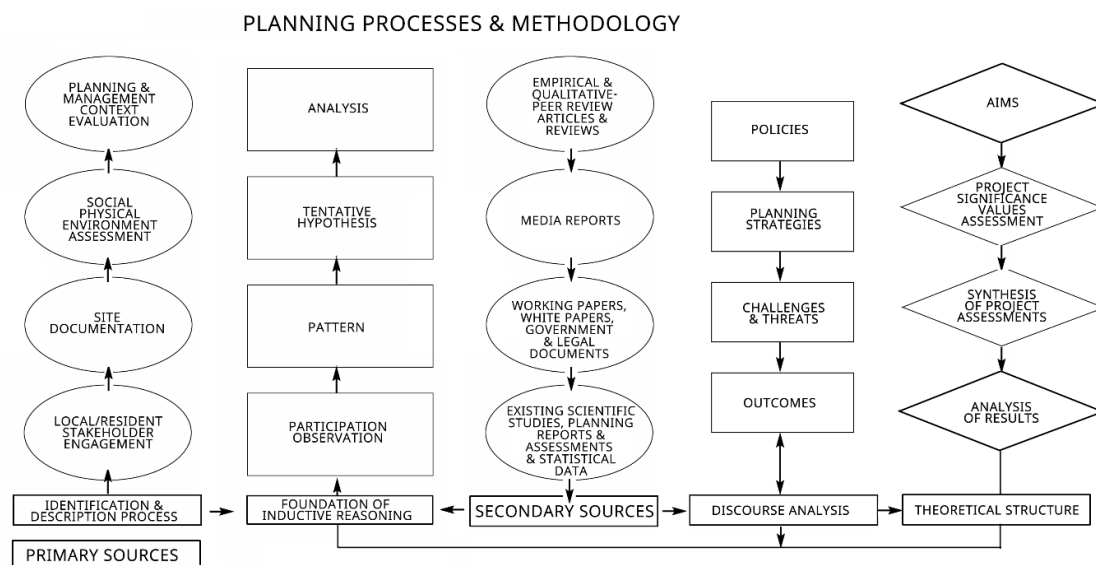 PLANNING PROCESSES & METHODOLOGY
PLANNING &
MANAGEMENT
CONTEXT
EVALUATION
SOCIAL
PHYSICAL
ENVIRONMENT
ASSESSMENT
SITE
DOCUMENTATION
LOCAL/RESIDENT
STAKEHOLDER
ENGAGEMENT
IDENTIFICATION &
DESCRIPTION PROCESS
PRIMARY SOURCES
ANALYSIS
TENTATIVE
HYPOTHESIS
PATTERN
PARTICIPATION
OBSERVATION
FOUNDATION OF
INDUCTIVE REASONING
EMPIRICAL &
QUALITATIVE-
PEER REVIEW
ARTICLES &
REVIEWS
MEDIA REPORTS
WORKING PAPERS,
WHITE PAPERS,
GOVERNMENT
& LEGAL
DOCUMENTS
EXISTING SCIENTIFIC
STUDIES, PLANNING
REPORTS &
ASSESSMENTS
& STATISTICAL
DATA
SECONDARY SOURCES
POLICIES
PLANNING
STRATEGIES
CHALLENGES
& THREATS
OUTCOMES
DISCOURSE ANALYSIS
AIMS
PROJECT
SIGNIFICANCE
VALUES
ASSESSMENT
SYNTHESIS
OF PROJECT
ASSESSMENTS
ANALYSIS
OF RESULTS
THEORETICAL STRUCTURE